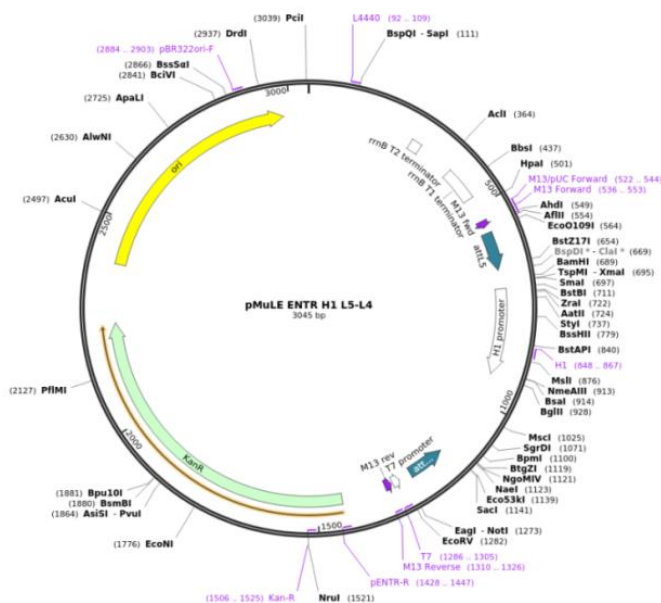 (3039) PciI
L4440 (92 .. 109)
BspQI - SapI (111)
(2937) DrdI
(2884 .. 2903) pBR322ori-F
(2866) BssSαI
(2841) BciVI
(2725) ApaLI
(2630) AlwNI
(2497) AcuI
(2127) PflMI
(1881) Bpu10I
(1880) BsmBI
(1864) AsiSI - PvuI
(1776) EcoNI
(1506 .. 1525) Kan-R
NruI (1521)
AclI (364)
BbsI (437)
HpaI (501)
M13/pUC Forward (522 .. 544)
M13 Forward (536 .. 553)
AhdI (549)
AflII (554)
EcoO109I (564)
BstZ17I (654)
BspDI * - ClaI * (669)
BamHI (689)
TspMI - XmaI (695)
SmaI (697)
BstBI (711)
ZraI (722)
AatII (724)
StyI (737)
BssHII (779)
BstAPI (840)
H1 (848 .. 867)
MslI (876)
NmeAIII (913)
BsaI (914)
BglII (928)
MscI (1025)
SgrDI (1071)
BpmI (1100)
BtgZI (1119)
NgoMIV (1121)
NaeI (1123)
Eco53kI (1139)
SacI (1141)
EagI - NotI (1273)
EcoRV (1282)
T7 (1286 .. 1305)
M13 Reverse (1310 .. 1326)
pENTR-R (1428 .. 1447)
500
1000
1500
2000
2500
3000
ori
rrnB T2 terminator
rrnB T1 terminator
M13 fwd
attL5
H1 promoter
att...
T7 promoter
M13 rev
KanR
pMuLE ENTR H1 L5-L4
3045 bp